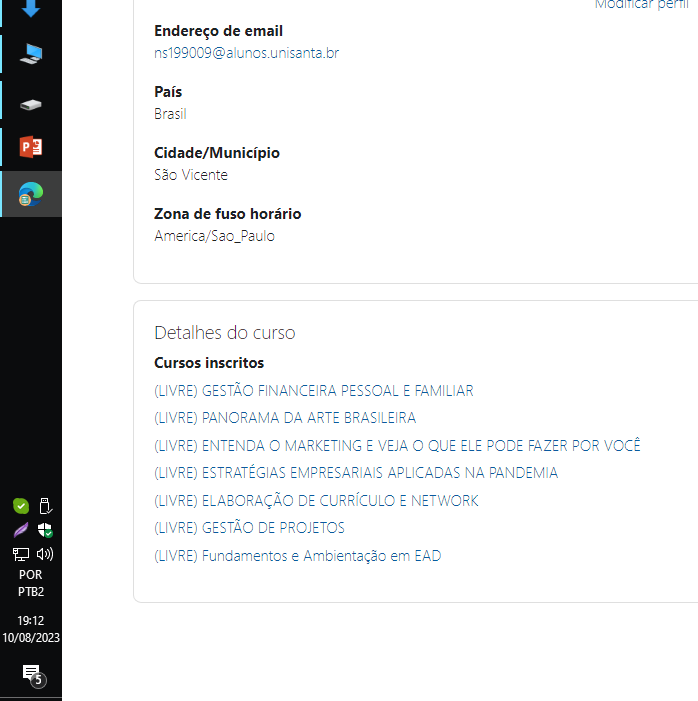 Modificar perfil
Endereço de email
ns199009@alunos.unisanta.br
País
Brasil
Cidade/Município
São Vicente
Zona de fuso horário
America/Sao_Paulo
Detalhes do curso
Cursos inscritos
(LIVRE) GESTÃO FINANCEIRA PESSOAL E FAMILIAR
(LIVRE) PANORAMA DA ARTE BRASILEIRA
(LIVRE) ENTENDA O MARKETING E VEJA O QUE ELE PODE FAZER POR VOCÊ
(LIVRE) ESTRATÉGIAS EMPRESARIAIS APLICADAS NA PANDEMIA
(LIVRE) ELABORAÇÃO DE CURRÍCULO E NETWORK
(LIVRE) GESTÃO DE PROJETOS
(LIVRE) Fundamentos e Ambientação em EAD
POR
PTB2
19:12
10/08/2023
5